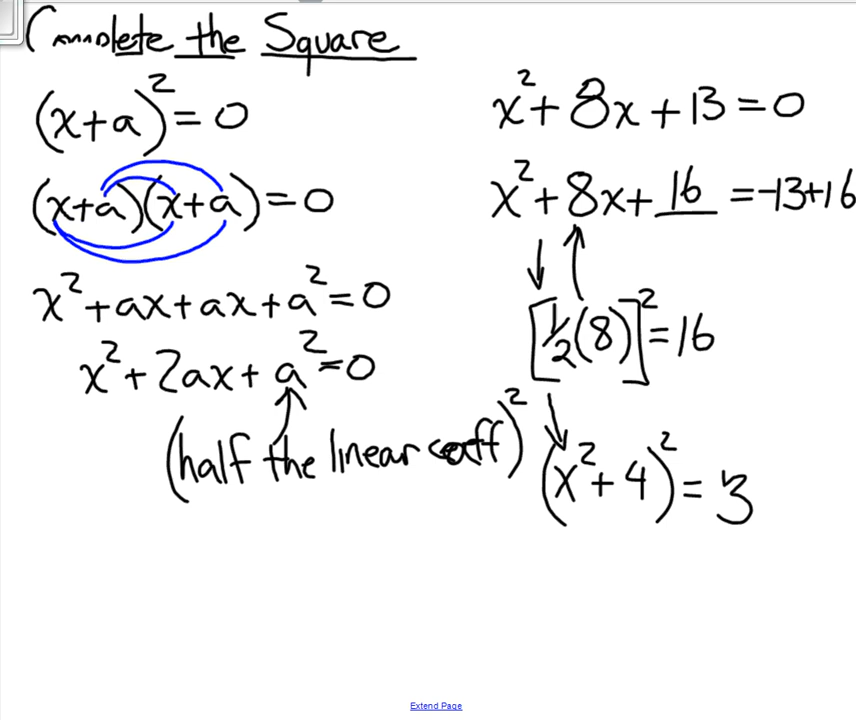 Complete the Square
(x+a)² = 0
(x+a)(x+a) = 0
x² + ax + ax + a² = 0
x² + 2ax + a² = 0
(half the linear coeff)²
x² + 8x + 13 = 0
x² + 8x + 16 = -13+16
[1/2(8)]² = 16
(x² + 4)² = 3
Extend Page